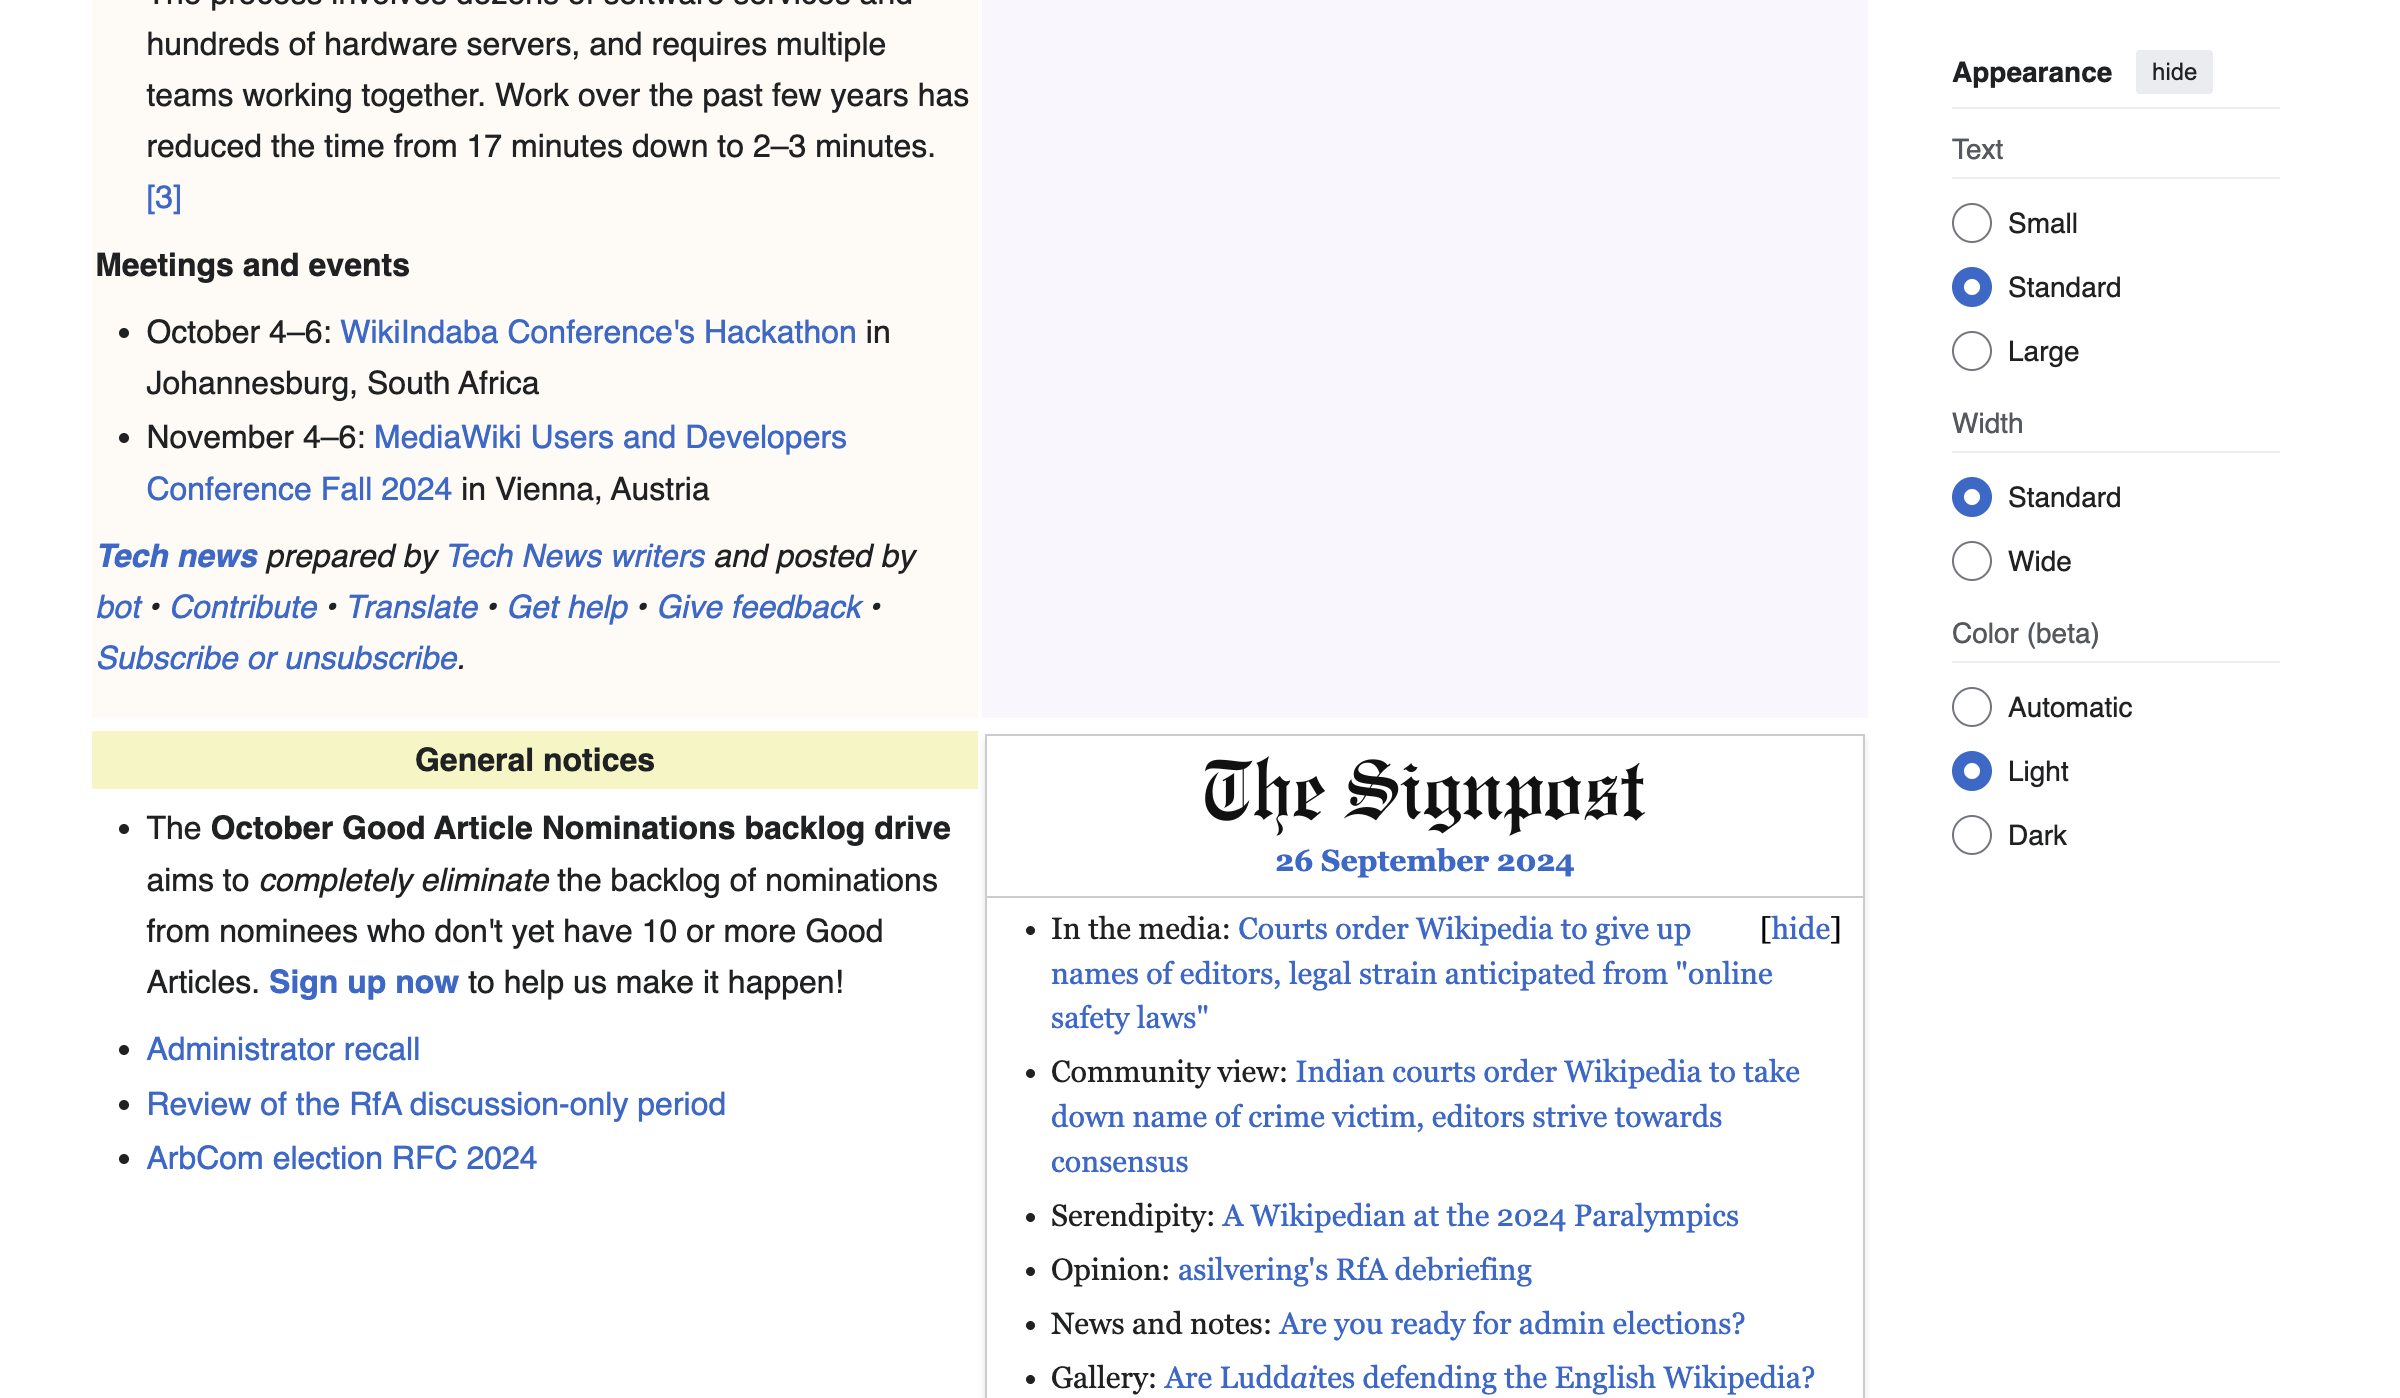 The process involves dozens of software services and
hundreds of hardware servers, and requires multiple
teams working together. Work over the past few years has
reduced the time from 17 minutes down to 2–3 minutes.
[3]
Meetings and events
• October 4–6: WikiIndaba Conference's Hackathon in
Johannesburg, South Africa
• November 4–6: MediaWiki Users and Developers
Conference Fall 2024 in Vienna, Austria
Tech news prepared by Tech News writers and posted by
bot • Contribute • Translate • Get help • Give feedback •
Subscribe or unsubscribe.
General notices
• The October Good Article Nominations backlog drive
aims to completely eliminate the backlog of nominations
from nominees who don't yet have 10 or more Good
Articles. Sign up now to help us make it happen!
• Administrator recall
• Review of the RfA discussion-only period
• ArbCom election RFC 2024
The Signpost
26 September 2024
• In the media: Courts order Wikipedia to give up [hide]
names of editors, legal strain anticipated from "online
safety laws"
• Community view: Indian courts order Wikipedia to take
down name of crime victim, editors strive towards
consensus
• Serendipity: A Wikipedian at the 2024 Paralympics
• Opinion: asilvering's RfA debriefing
• News and notes: Are you ready for admin elections?
• Gallery: Are Luddaites defending the English Wikipedia?
Appearance hide
Text
Small
Standard
Large
Width
Standard
Wide
Color (beta)
Automatic
Light
Dark